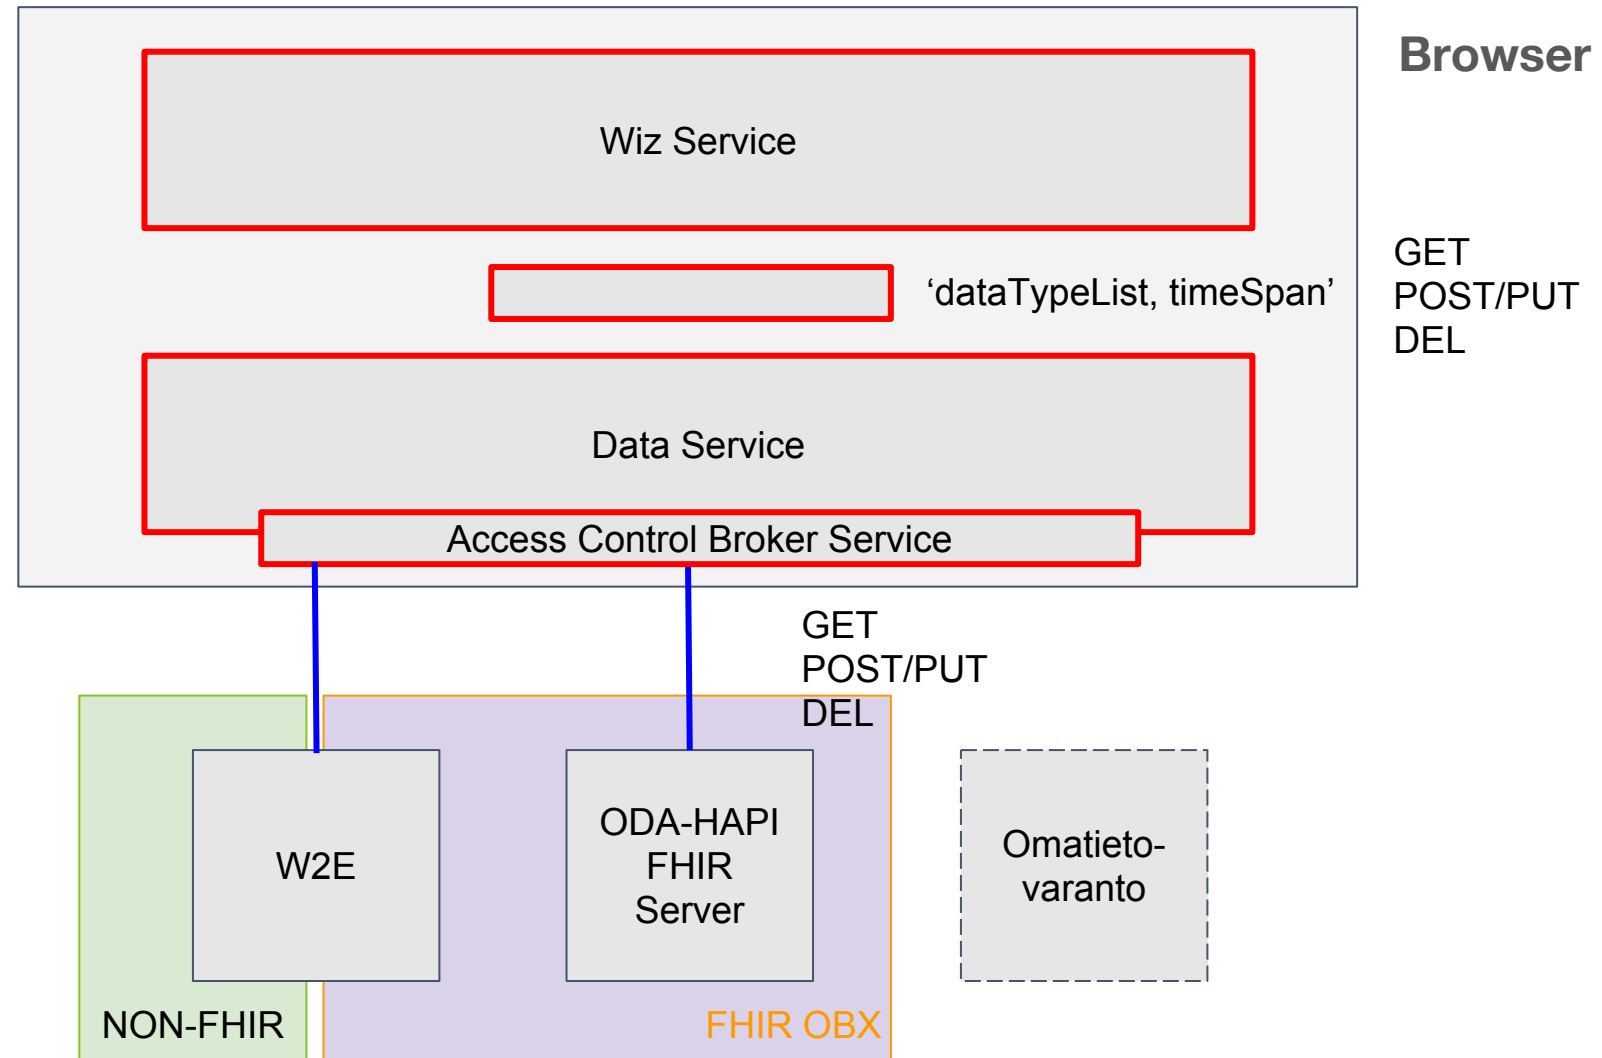 Browser
Wiz Service
GET
POST/PUT
DEL
‘dataTypeList, timeSpan’
Data Service
Access Control Broker Service
GET
POST/PUT
DEL
W2E
ODA-HAPI
FHIR
Server
Omatieto-
varanto
NON-FHIR
FHIR OBX